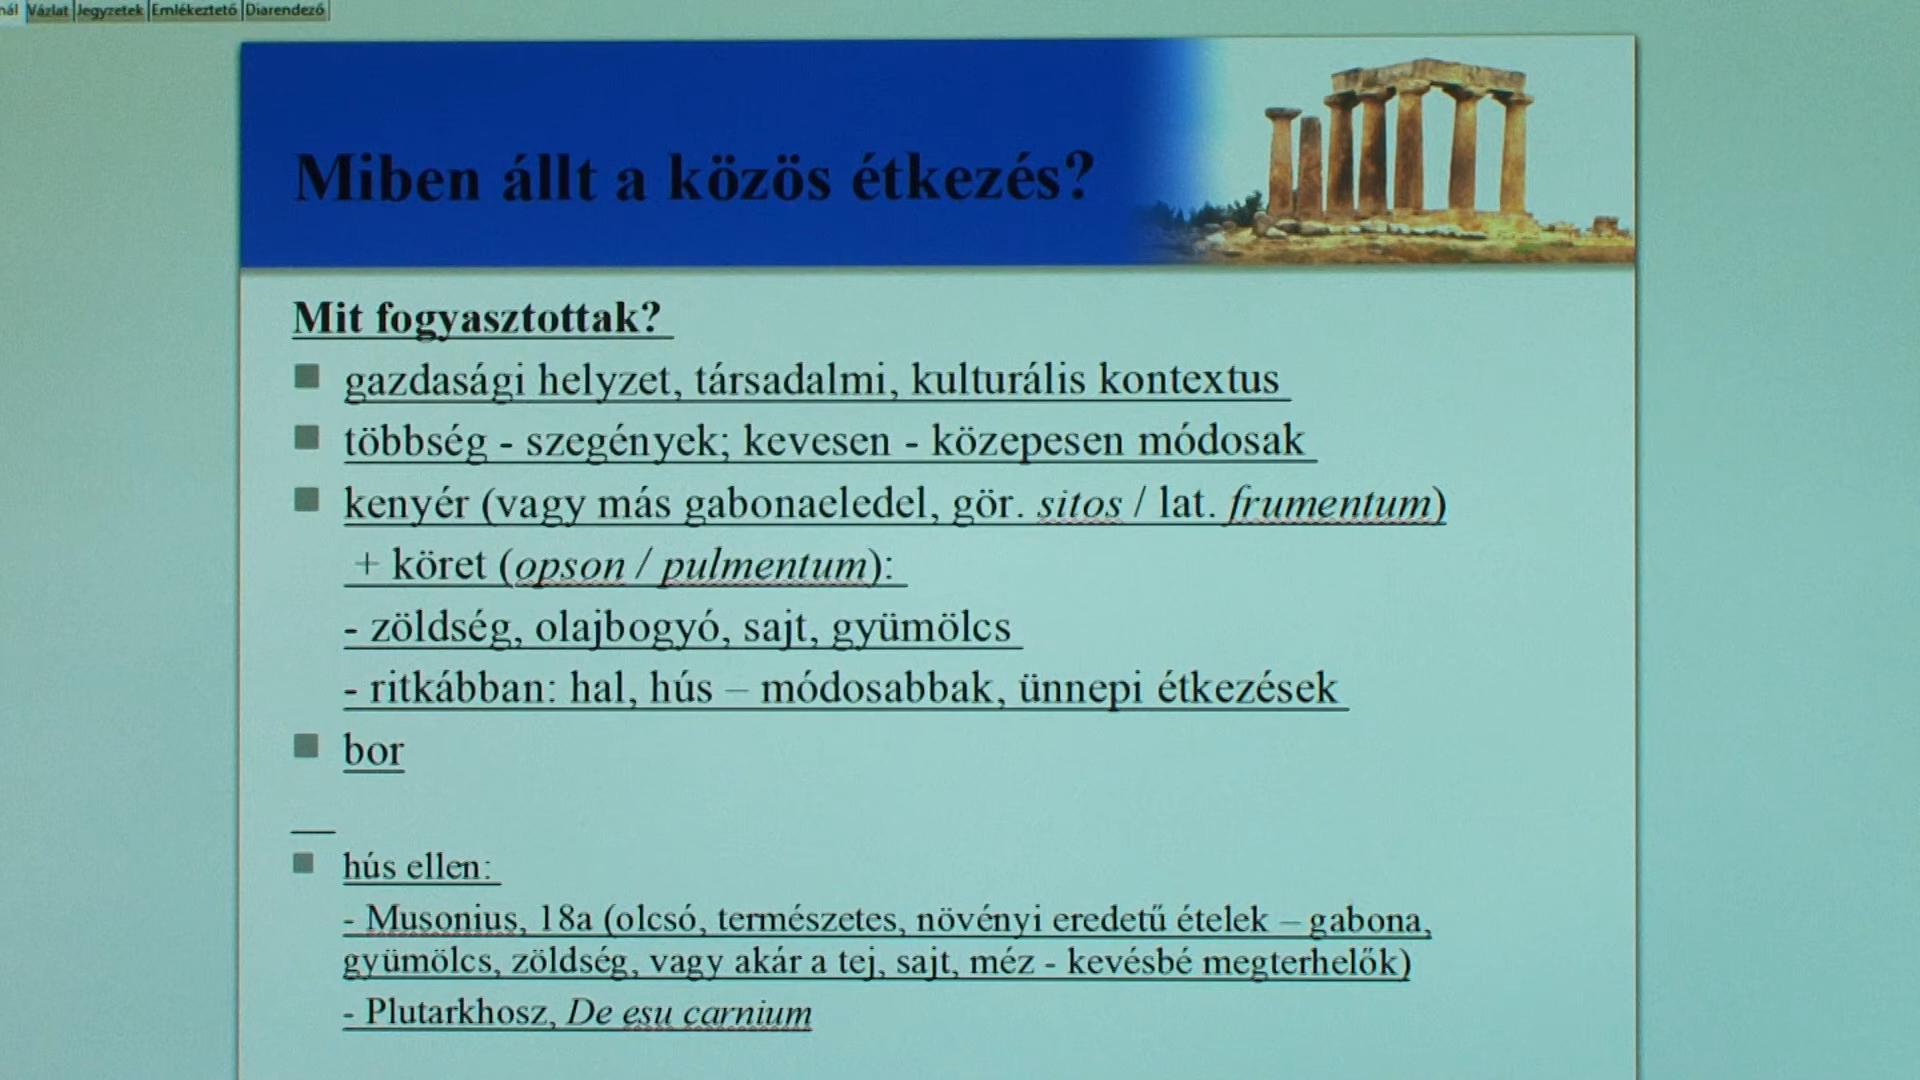 Vázlat Jegyzetek Emlékeztető Diarendező
Miben állt a közös étkezés?
Mit fogyasztottak?
gazdasági helyzet, társadalmi, kulturális kontextus
többség - szegények; kevesen - közepesen módosak
kenyér (vagy más gabonaeledel, gör. sitos / lat. frumentum)
+ köret (opson / pulmentum):
- zöldség, olajbogyó, sajt, gyümölcs
- ritkábban: hal, hús – módosabbak, ünnepi étkezések
bor
hús ellen:
- Musonius, 18a (olcsó, természetes, növényi eredetű ételek – gabona,
gyümölcs, zöldség, vagy akár a tej, sajt, méz - kevésbé megterhelők)
- Plutarkhosz, De esu carnium